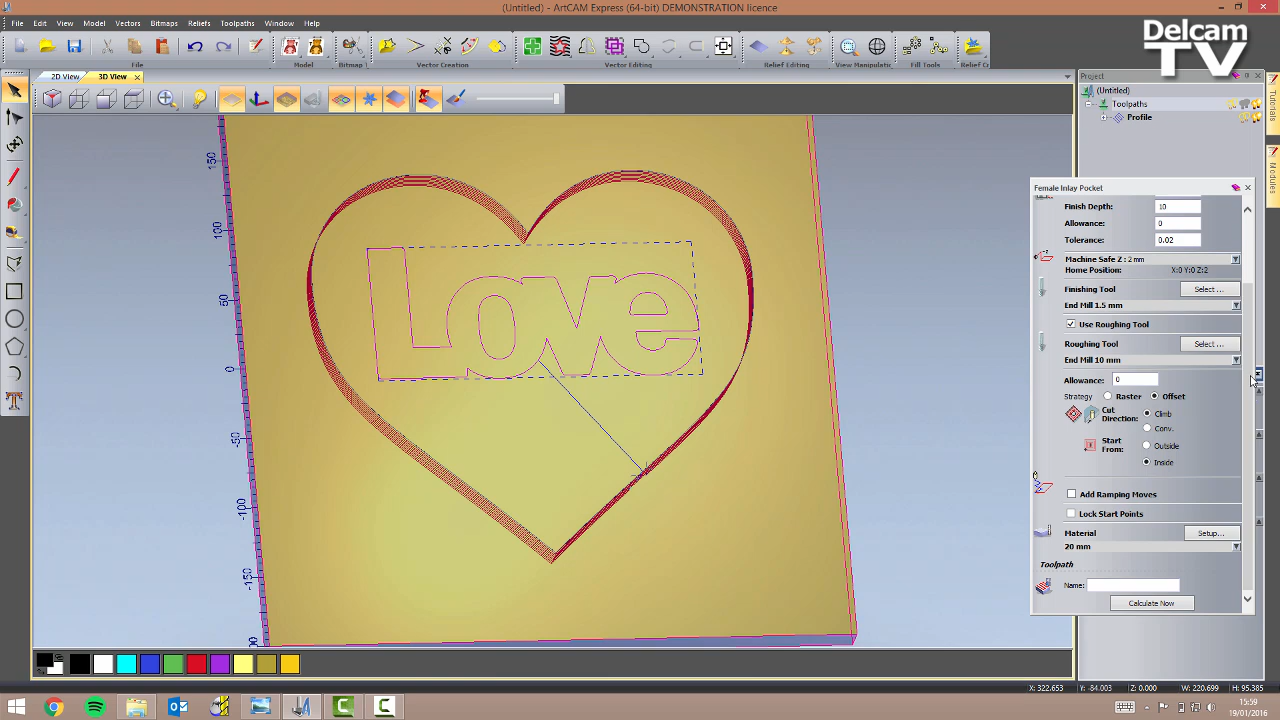 (Untitled) - ArtCAM Express (64-bit) DEMONSTRATION licence
File Edit View Model Vectors Bitmaps Reliefs Toolpaths Window Help
File Model Bitmap Vector Creation Vector Editing Relief Editing View Manipulati Fill Tools Relief C
Delcam
TV
2D View 3D View
Project
(Untitled)
Toolpaths
Profile
Tutorials
Modules
150
100
50
0
-50
-100
-150
Love
Female Inlay Pocket
Finish Depth: 10
Allowance: 0
Tolerance: 0.02
Machine Safe Z : 2 mm
Home Position: X:0 Y:0 Z:2
Finishing Tool Select ...
End Mill 1.5 mm
Use Roughing Tool
Roughing Tool Select ...
End Mill 10 mm
Allowance: 0
Strategy Raster Offset
Cut Direction: Climb
Conv.
Start From: Outside
Inside
Add Ramping Moves
Lock Start Points
Material Setup...
20 mm
Toolpath
Name:
Calculate Now
X: 322.653 Y: -84.003 Z: 0.000 W: 220.699 H: 95.385
15:59
19/01/2016